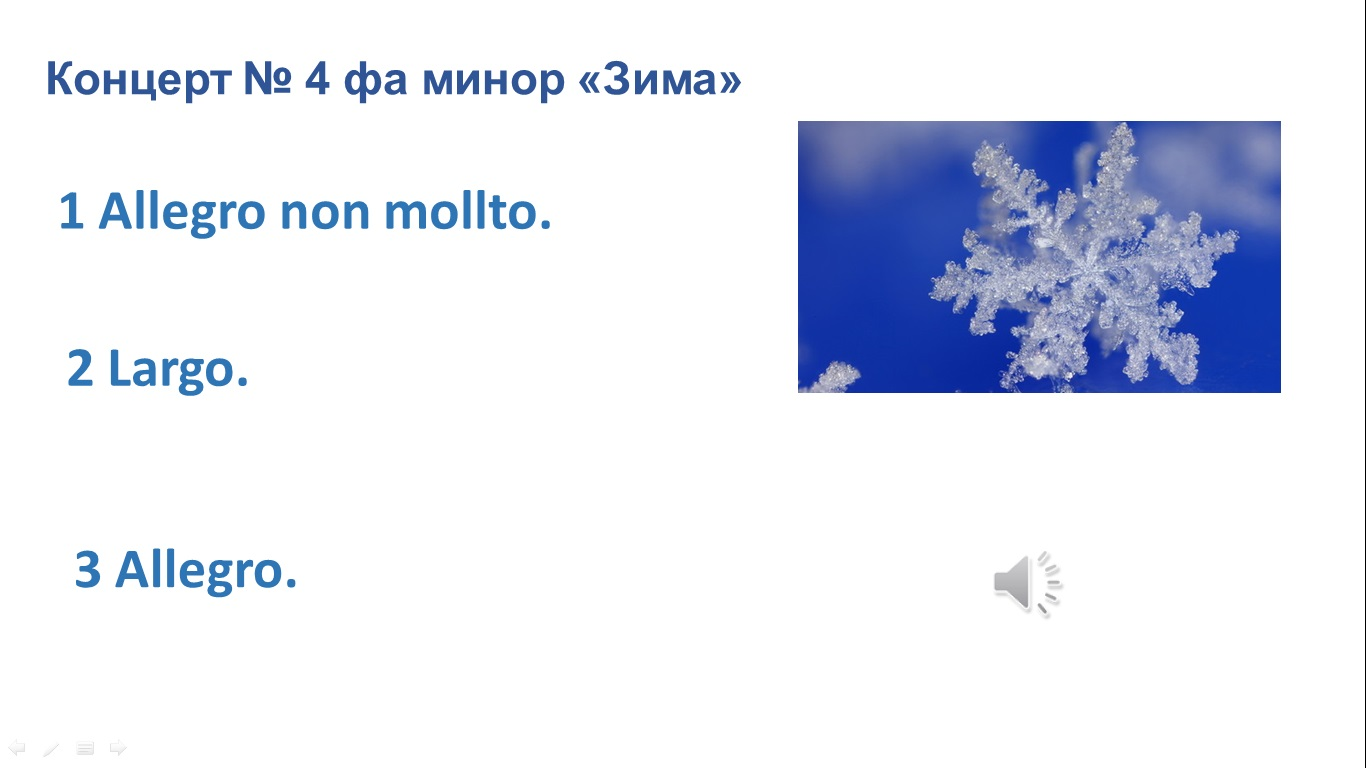 Концерт № 4 фа минор «Зима»
1 Allegro non mollto.
2 Largo.
3 Allegro.